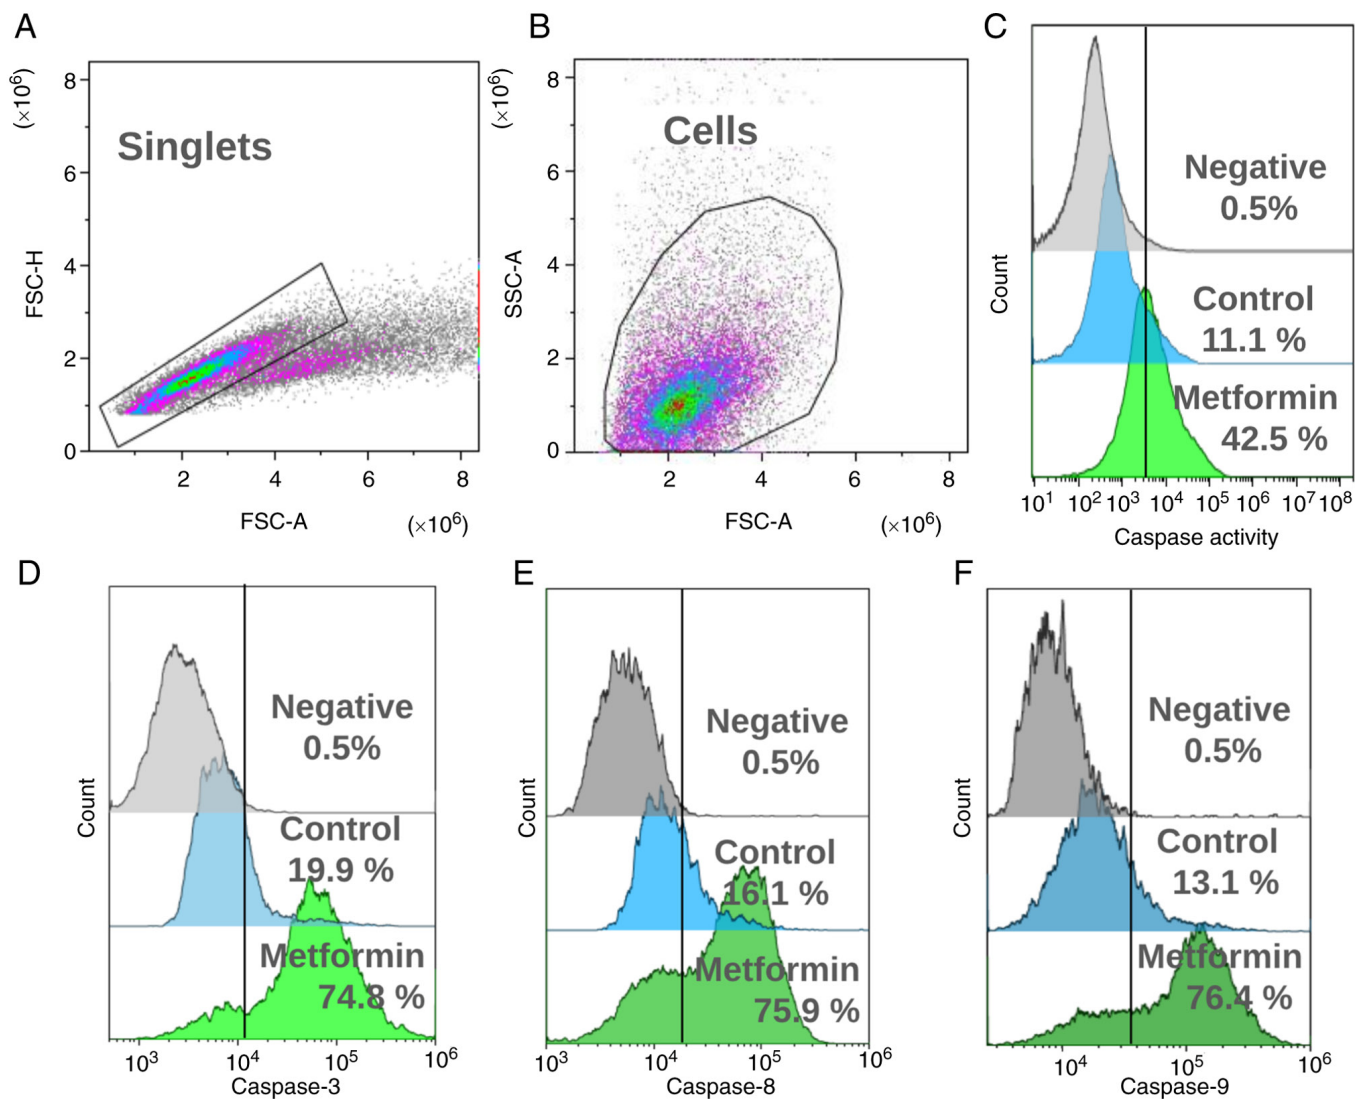 A
(×10⁶)
FSC-H
8
6
4
2
0
Singlets
2 4 6 8
FSC-A (×10⁶)
B
(×10⁶)
SSC-A
8
6
4
2
0
Cells
2 4 6 8
FSC-A (×10⁶)
C
Count
Negative
0.5%
Control
11.1 %
Metformin
42.5 %
10¹ 10² 10³ 10⁴ 10⁵ 10⁶ 10⁷ 10⁸
Caspase activity
D
Count
Negative
0.5%
Control
19.9 %
Metformin
74.8 %
10³ 10⁴ 10⁵ 10⁶
Caspase-3
E
Count
Negative
0.5%
Control
16.1 %
Metformin
75.9 %
10³ 10⁴ 10⁵ 10⁶
Caspase-8
F
Count
Negative
0.5%
Control
13.1 %
Metformin
76.4 %
10⁴ 10⁵ 10⁶
Caspase-9